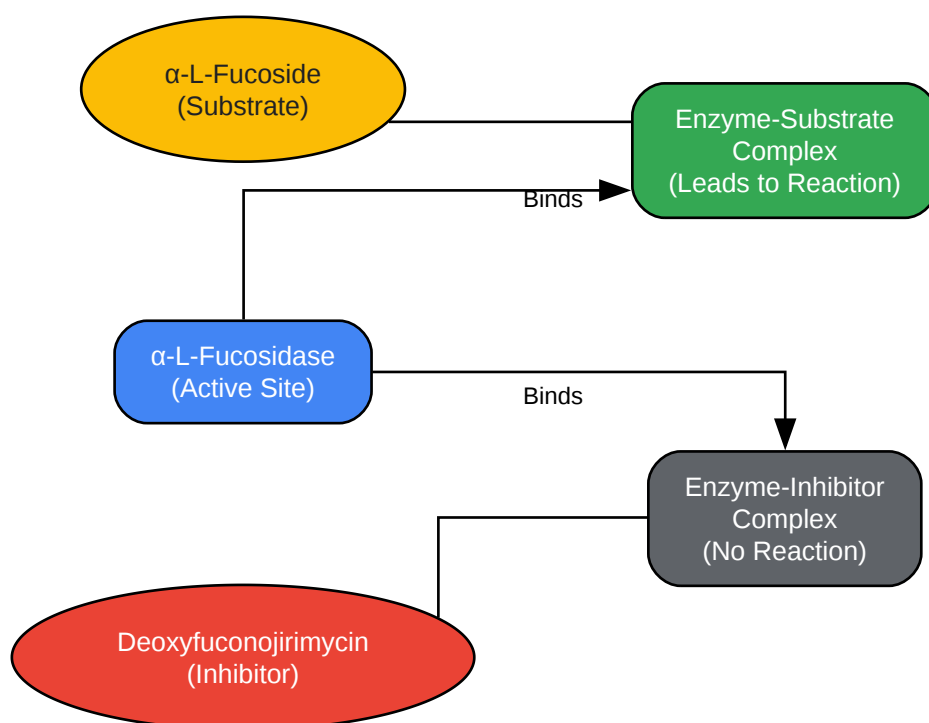 α-L-Fucoside
(Substrate)
Enzyme-Substrate
Complex
(Leads to Reaction)
Binds
α-L-Fucosidase
(Active Site)
Binds
Enzyme-Inhibitor
Complex
(No Reaction)
Deoxyfuconojirimycin
(Inhibitor)